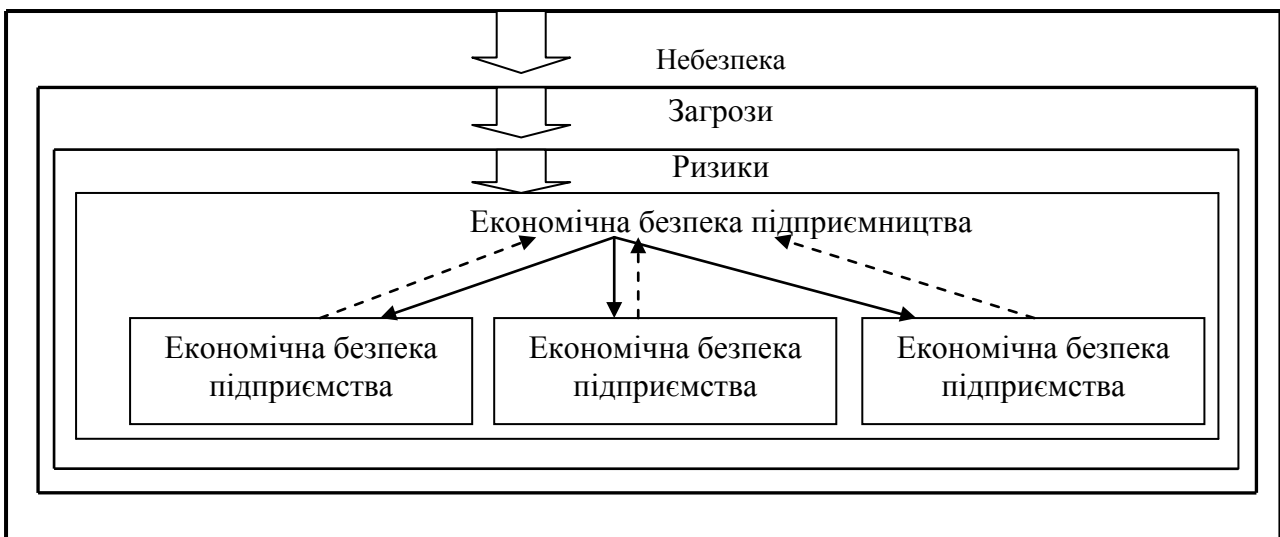 Небезпека
Загрози
Ризики
Економічна безпека підприємництва
Економічна безпека
підприємства
Економічна безпека
підприємства
Економічна безпека
підприємства